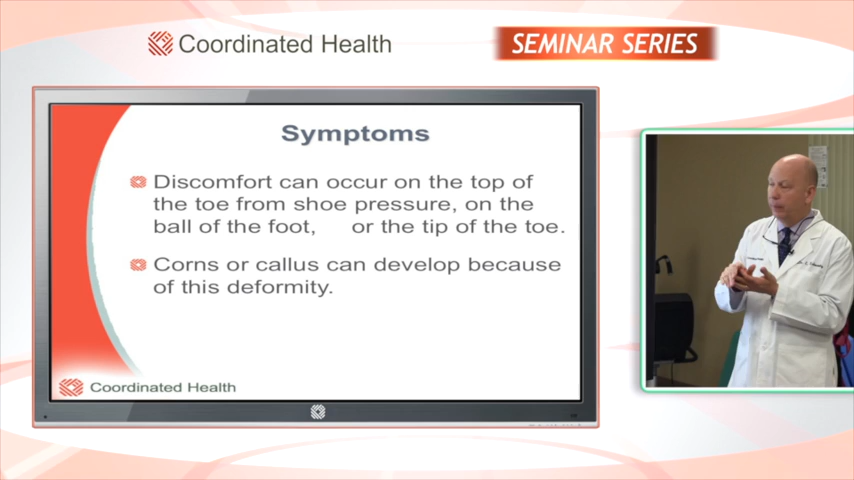 Coordinated Health
SEMINAR SERIES
Symptoms
Discomfort can occur on the top of
the toe from shoe pressure, on the
ball of the foot, or the tip of the toe.
Corns or callus can develop because
of this deformity.
Coordinated Health